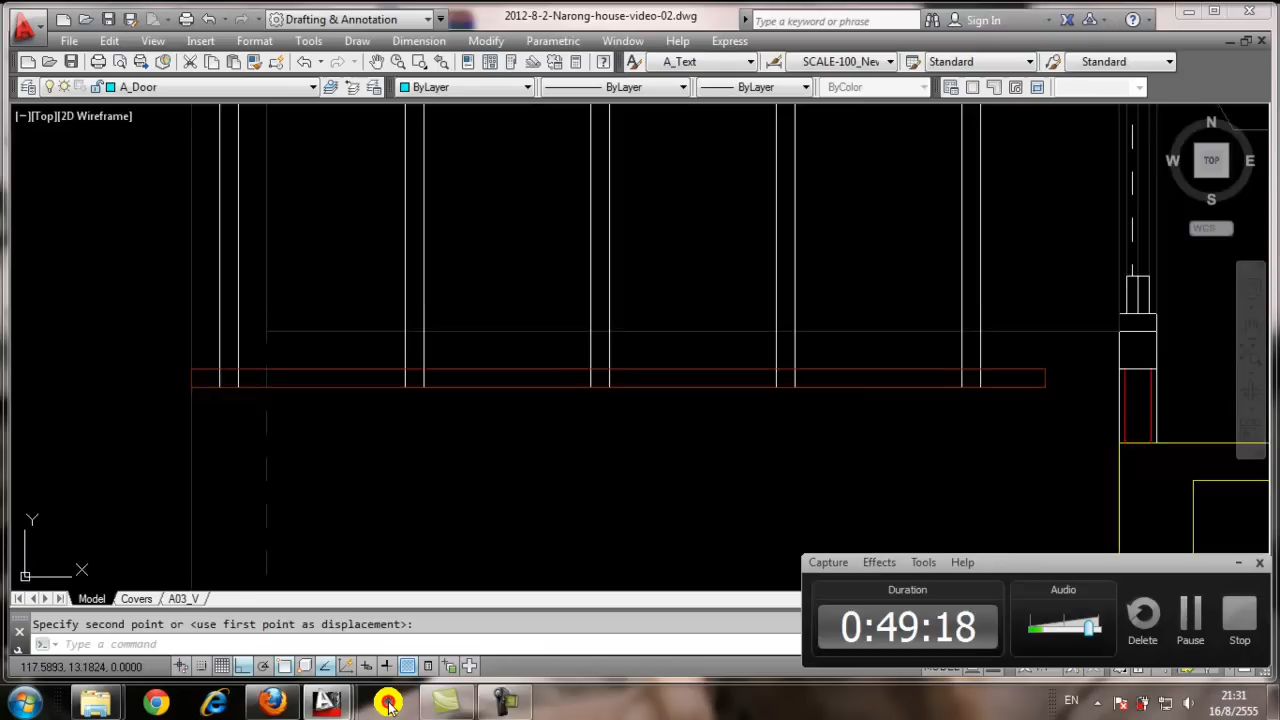 Drafting & Annotation
2012-8-2-Narong-house-video-02.dwg
Type a keyword or phrase
Sign In
File Edit View Insert Format Tools Draw Dimension Modify Parametric Window Help Express
A_Text
Standard
Standard
A_Door
ByLayer
ByLayer
ByLayer
ByColor
[−][Top][2D Wireframe]
N
W TOP E
S
WCS
Y
X
Model Covers A03_V
Specify second point or <use first point as displacement>:
Type a command
117.5893, 13.1824, 0.0000
Capture Effects Tools Help
Duration
0:49:18
Audio
Delete
Pause
Stop
EN
21:31
16/8/2555